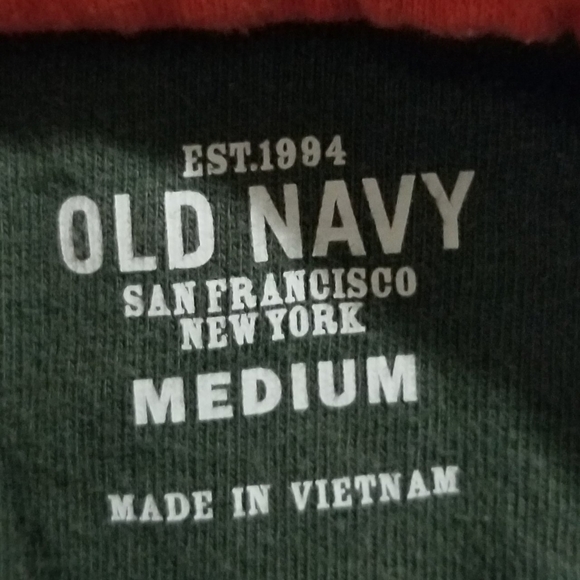 EST.1994
OLD NAVY
SAN FRANCISCO
NEW YORK
MEDIUM
MADE IN VIETNAM